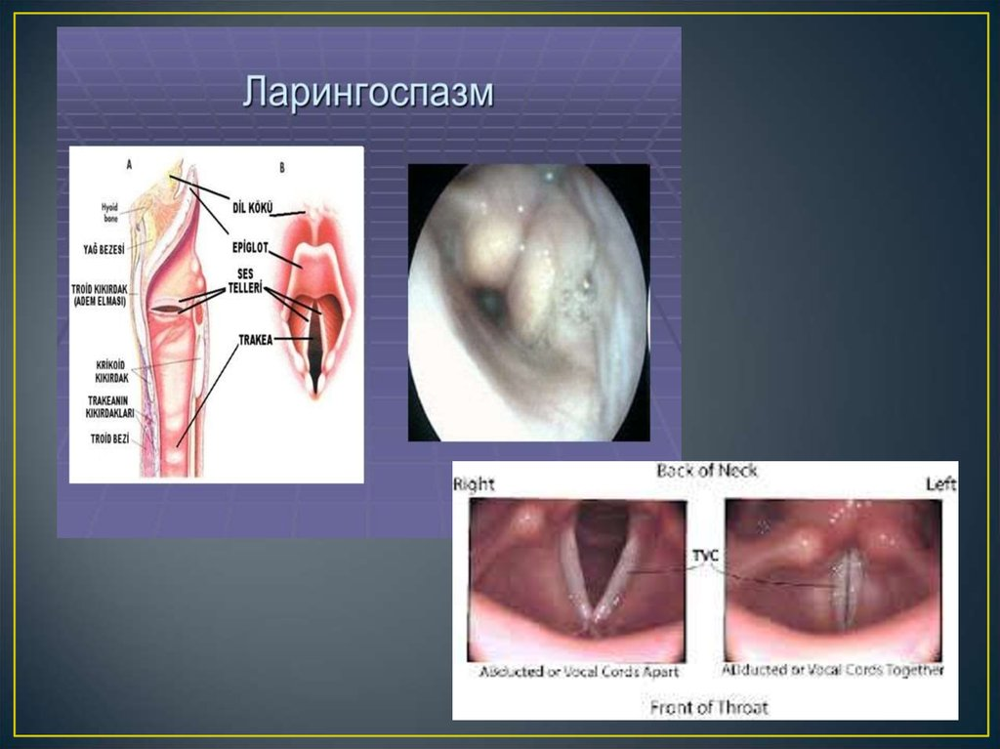 Ларингоспазм
A
B
Hyoid
bone
DİL KÖKÜ
YAĞ BEZESİ
EPİGLOT
SES
TELLERİ
TROİD KIKIRDAK
(ADEM ELMASI)
TRAKEA
KRİKOİD
KIKIRDAK
TRAKEANIN
KIKIRDAKLARI
TROİD BEZİ
Back of Neck
Right
Left
TVC
ABducted or Vocal Cords Apart
ADducted or Vocal Cords Together
Front of Throat